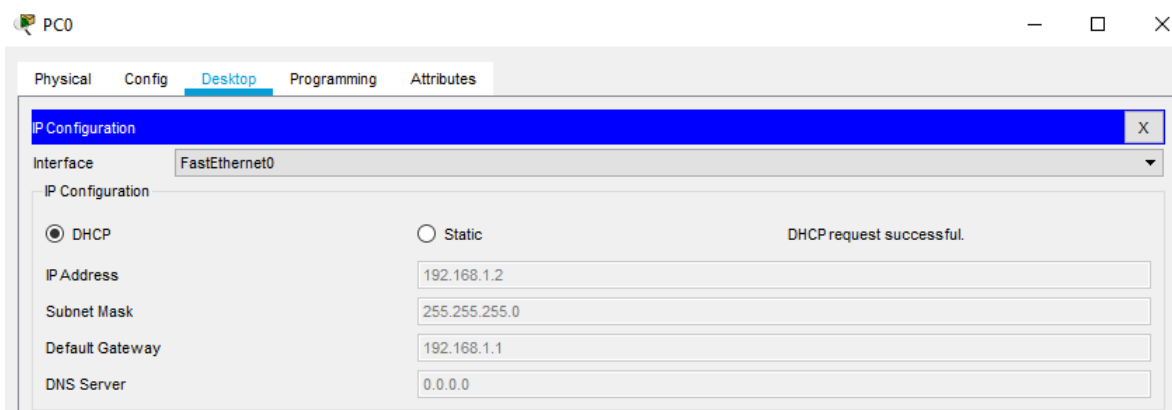 PC0
Physical Config Desktop Programming Attributes
IP Configuration X
Interface FastEthernet0
IP Configuration
DHCP Static DHCP request successful.
IP Address 192.168.1.2
Subnet Mask 255.255.255.0
Default Gateway 192.168.1.1
DNS Server 0.0.0.0